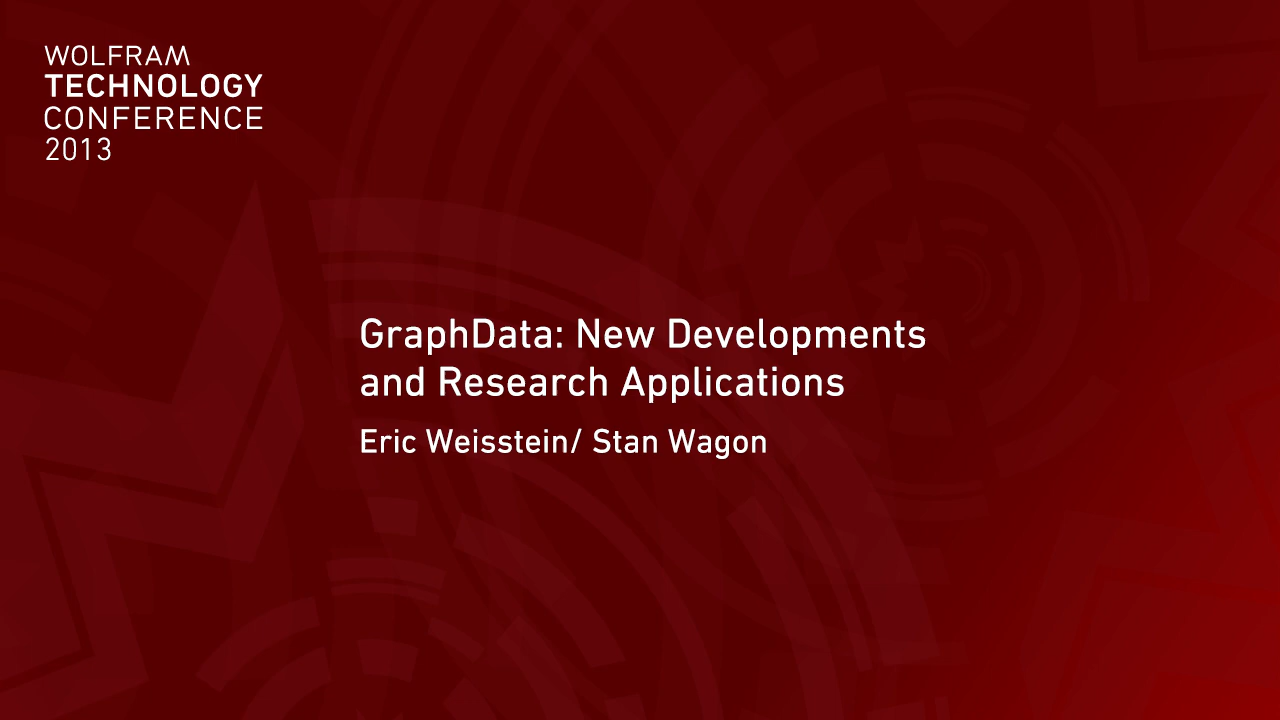 WOLFRAM
TECHNOLOGY
CONFERENCE
2013
GraphData: New Developments
and Research Applications
Eric Weisstein/ Stan Wagon